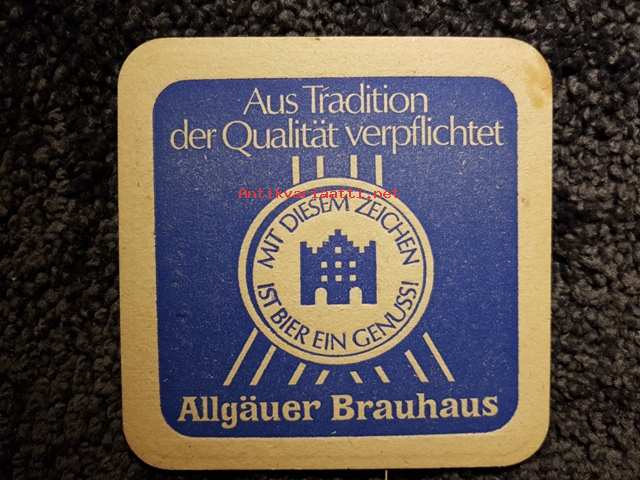 Aus Tradition
der Qualität verpflichtet
Antikvariaatti.net
MIT DIESEM ZEICHEN
IST BIER EIN GENUSS!
Allgäuer Brauhaus